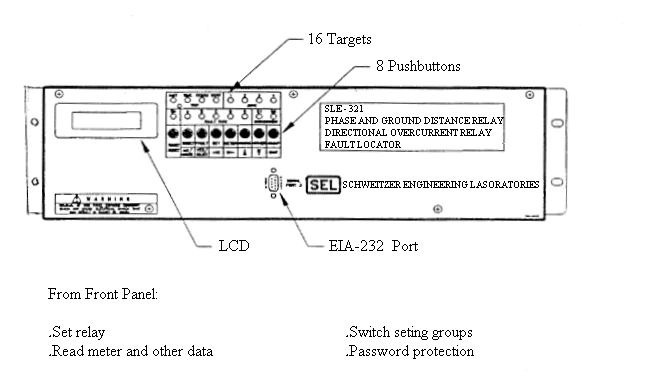 16 Targets
8 Pushbuttons
SLE - 321
PHASE AND GROUND DISTANCE RELAY
DIRECTIONAL OVERCURRENT RELAY
FAULT LOCATOR
SEL SCHWEITZER ENGINEERING LASORATORIES
WARNING
LCD
EIA-232 Port
From Front Panel:
.Set relay
.Switch seting groups
.Read meter and other data
.Password protection